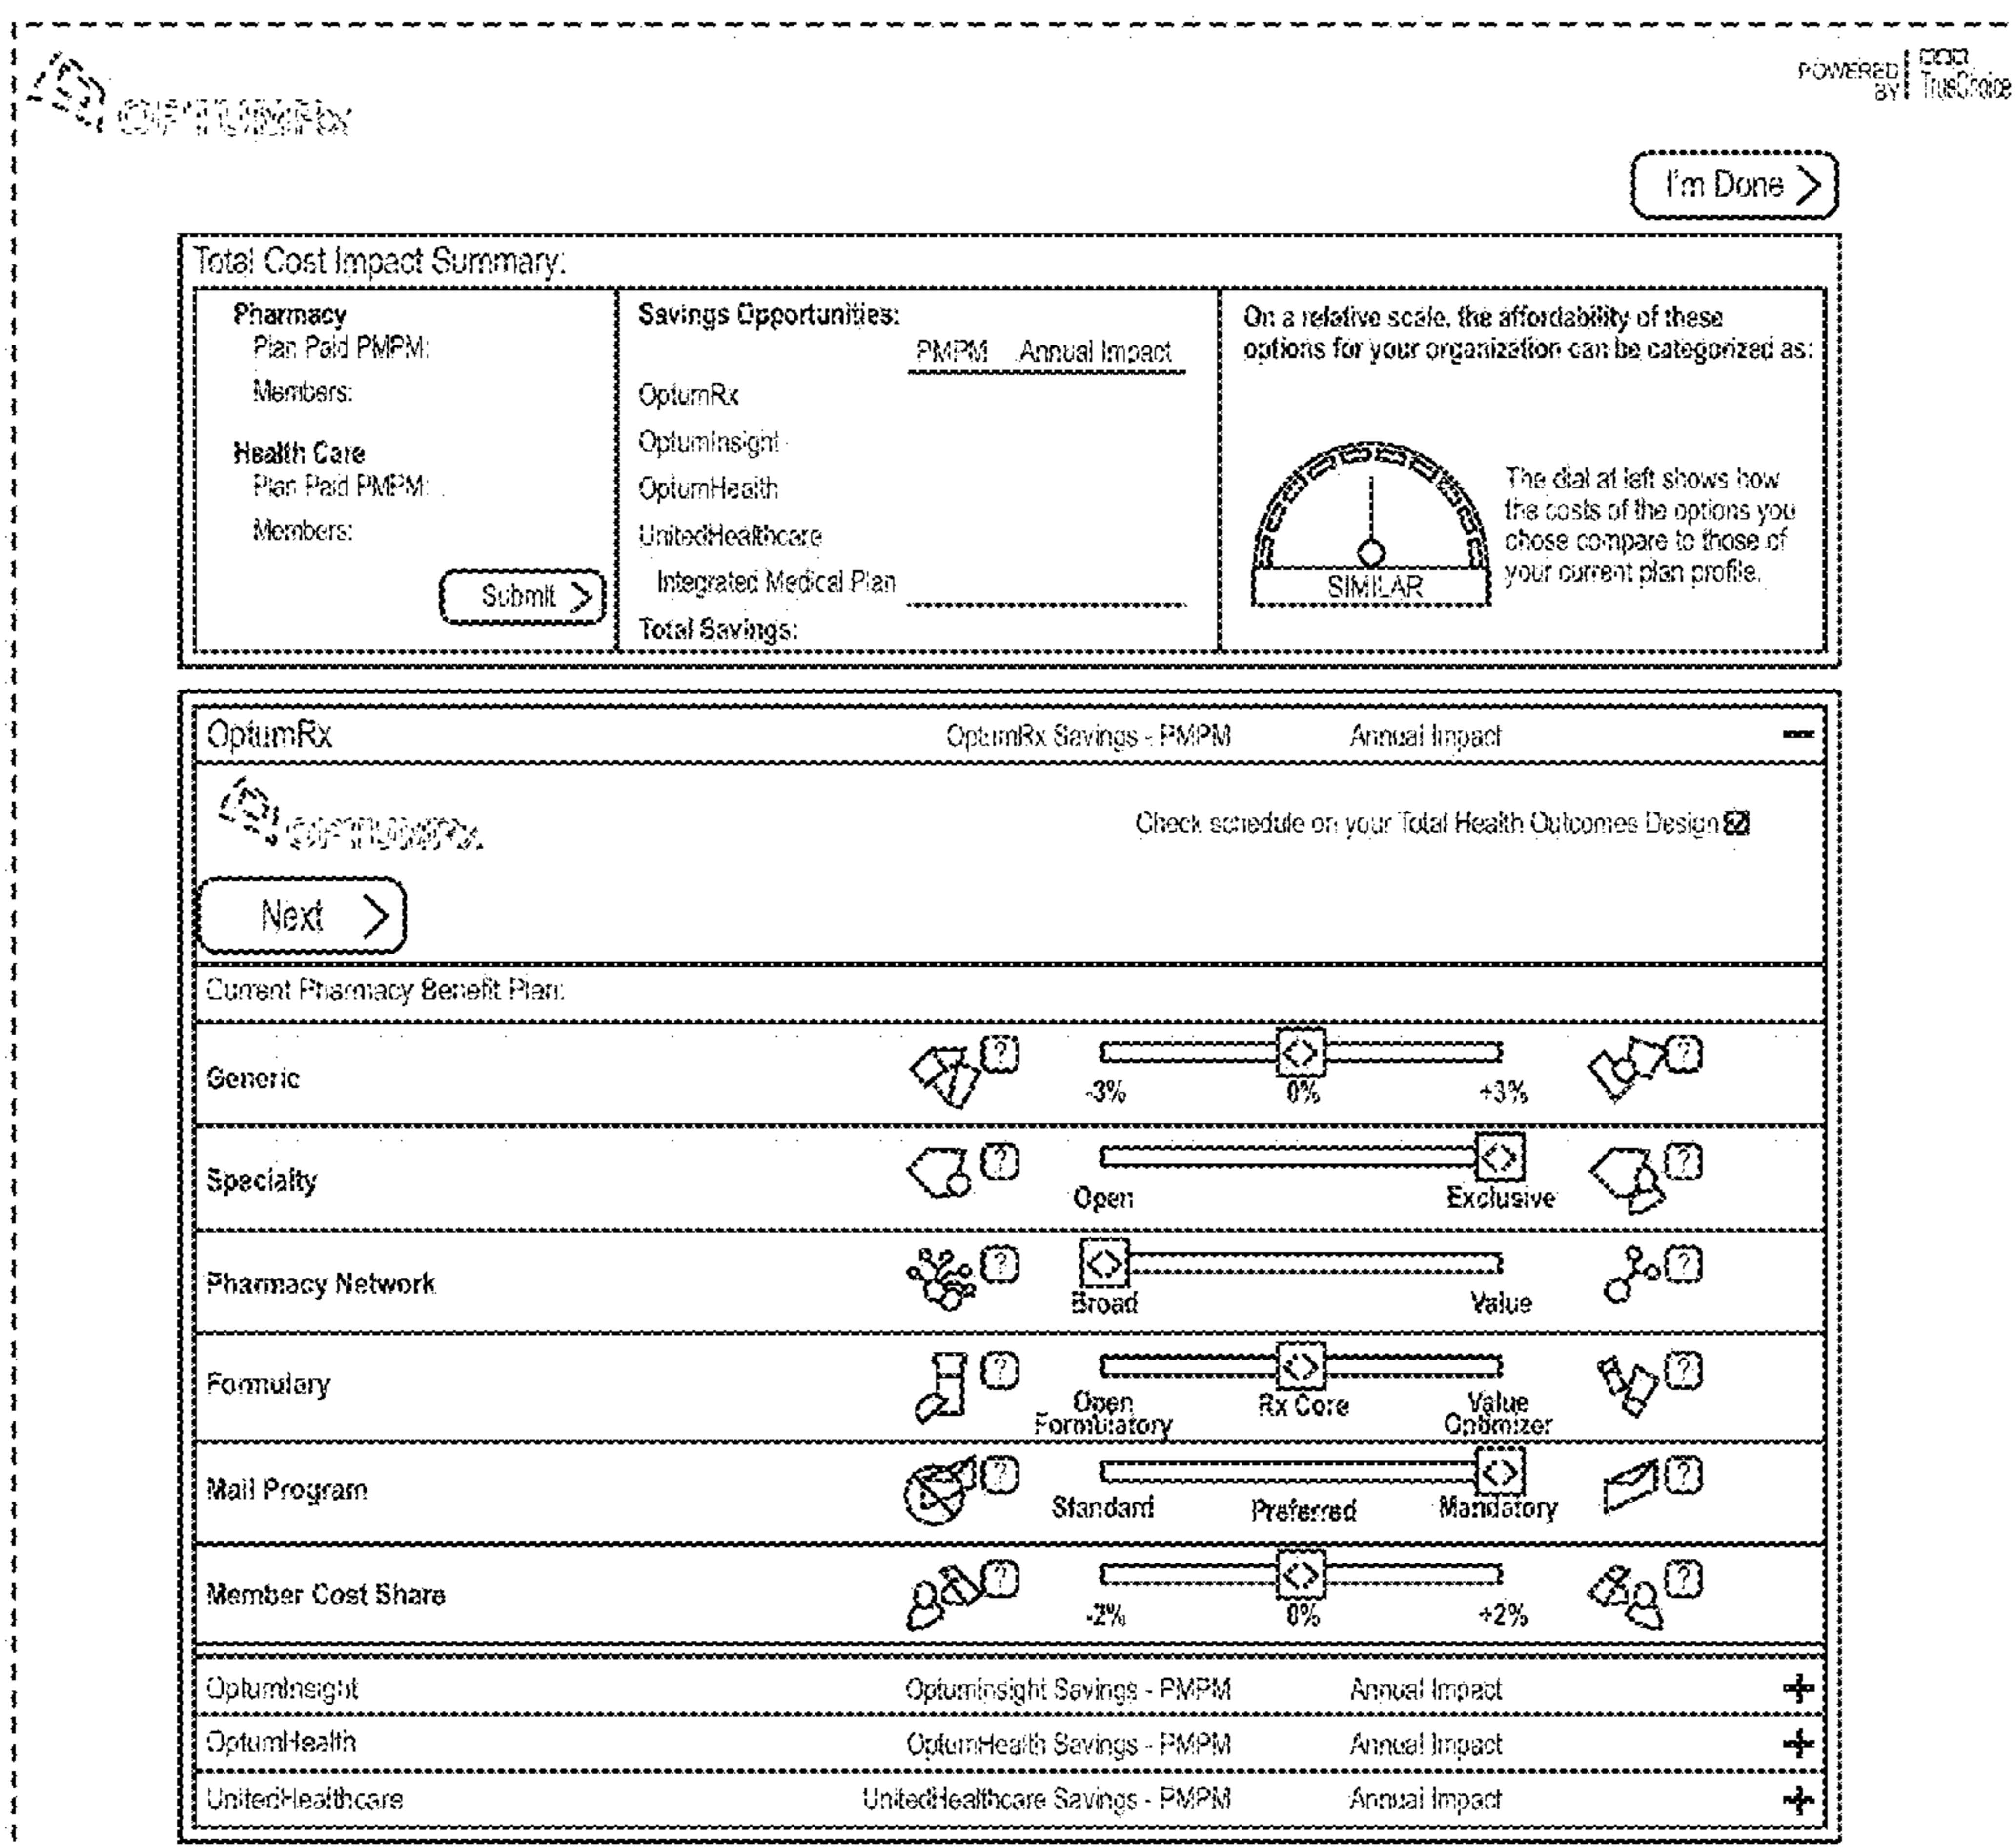 OPTUMRx
POWERED BY
TrueChoice
I'm Done
Total Cost Impact Summary:
Pharmacy
Plan Paid PMPM:
Members:
Health Care
Plan Paid PMPM:
Members:
Submit
Savings Opportunities:
PMPM Annual Impact
OptumRx
OptumInsight
OptumHealth
UnitedHealthcare
Integrated Medical Plan
Total Savings:
On a relative scale, the affordability of these
options for your organization can be categorized as:
SIMILAR
The dial at left shows how
the costs of the options you
chose compare to those of
your current plan profile.
OptumRx OptumRx Savings - PMPM Annual Impact
OPTUMRx
Check schedule on your Total Health Outcomes Design
Next
Current Pharmacy Benefit Plan:
Generic ? ?
-3% 0% +3%
Specialty ? ?
Open Exclusive
Pharmacy Network ? ?
Broad Value
Formulary ? ?
Open Formulatory Rx Core Value Optimizer
Mail Program ? ?
Standard Preferred Mandatory
Member Cost Share ? ?
-2% 0% +2%
OptumInsight OptumInsight Savings - PMPM Annual Impact
OptumHealth OptumHealth Savings - PMPM Annual Impact
UnitedHealthcare UnitedHealthcare Savings - PMPM Annual Impact